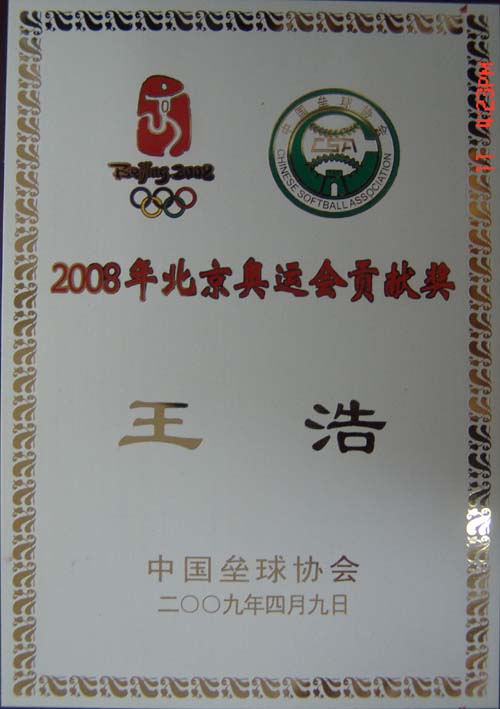 Beijing 2008
中国垒球协会
CSA
CHINESE SOFTBALL ASSOCIATION
2008年北京奥运会贡献奖
王 浩
中国垒球协会
二〇〇九年四月九日